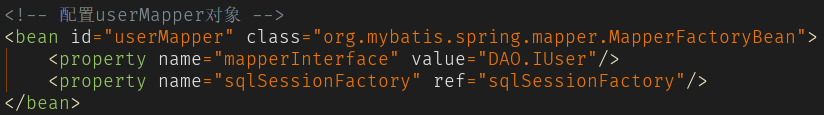 <!-- 配置userMapper对象 -->
<bean id="userMapper" class="org.mybatis.spring.mapper.MapperFactoryBean">
    <property name="mapperInterface" value="DAO.IUser"/>
    <property name="sqlSessionFactory" ref="sqlSessionFactory"/>
</bean>